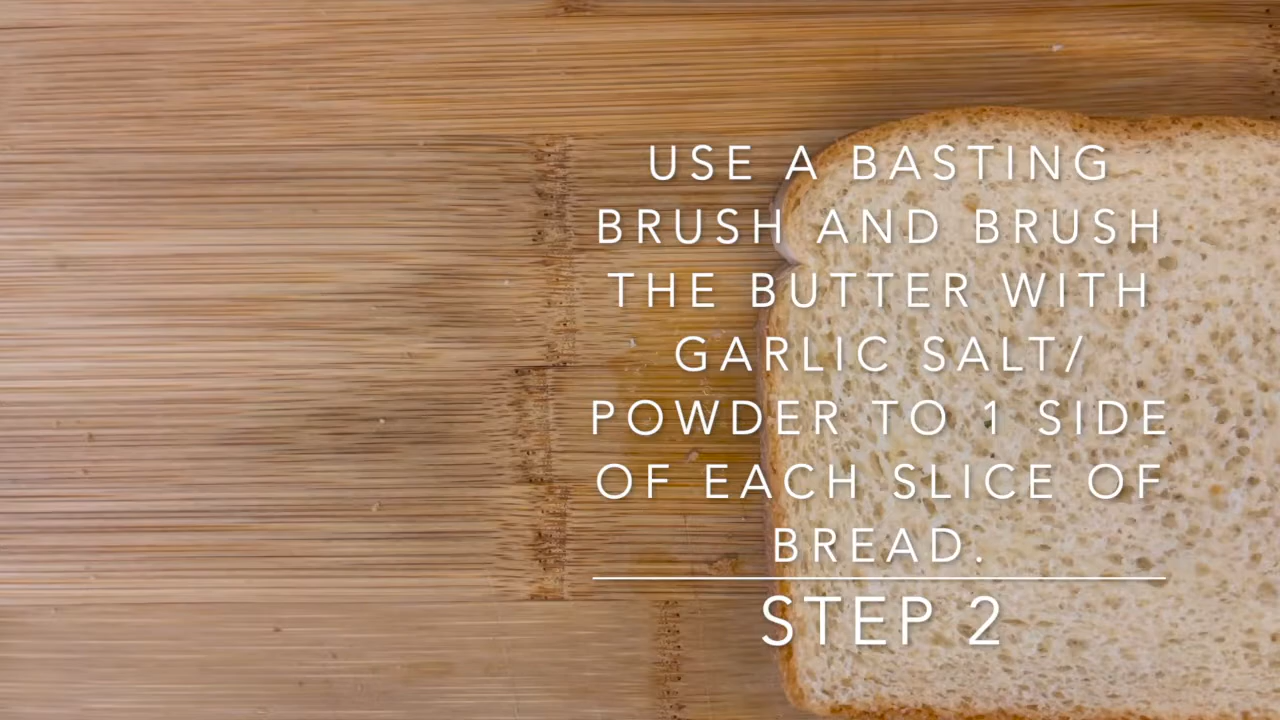 USE A BASTING
BRUSH AND BRUSH
THE BUTTER WITH
GARLIC SALT/
POWDER TO 1 SIDE
OF EACH SLICE OF
BREAD.
STEP 2